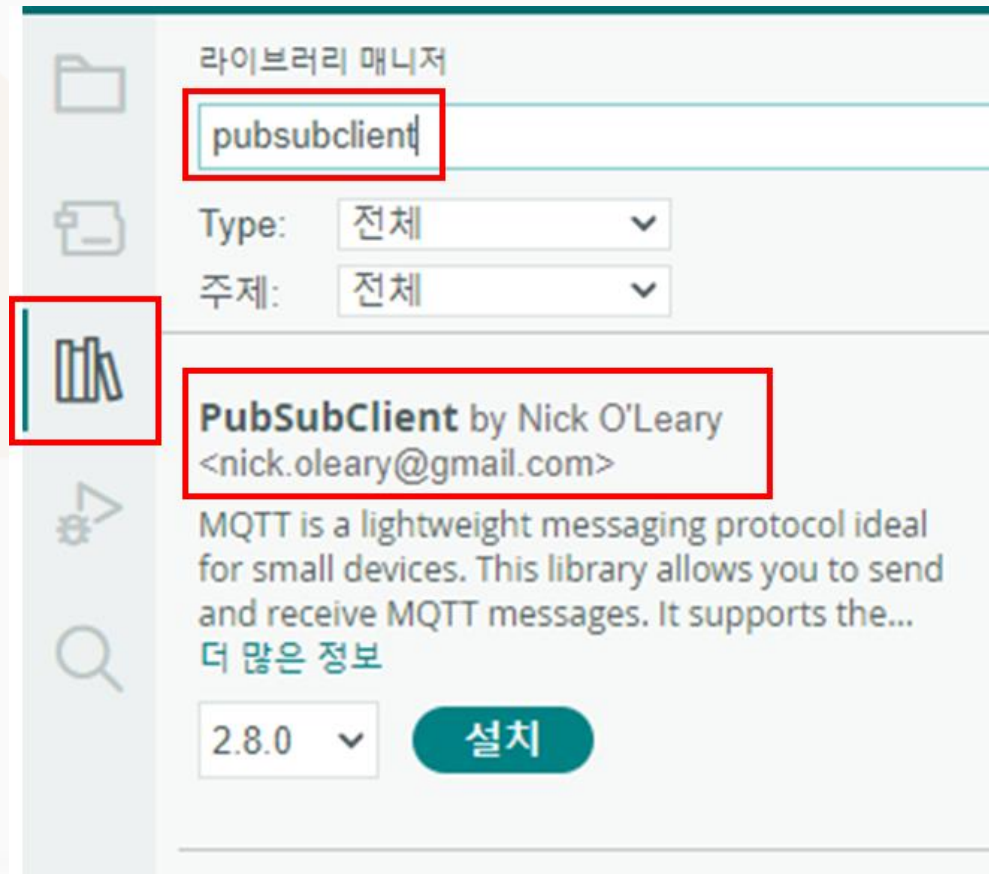 라이브러리 매니저
pubsubclient
Type: 전체
주제: 전체
PubSubClient by Nick O'Leary
<nick.oleary@gmail.com>
MQTT is a lightweight messaging protocol ideal
for small devices. This library allows you to send
and receive MQTT messages. It supports the...
더 많은 정보
2.8.0 설치